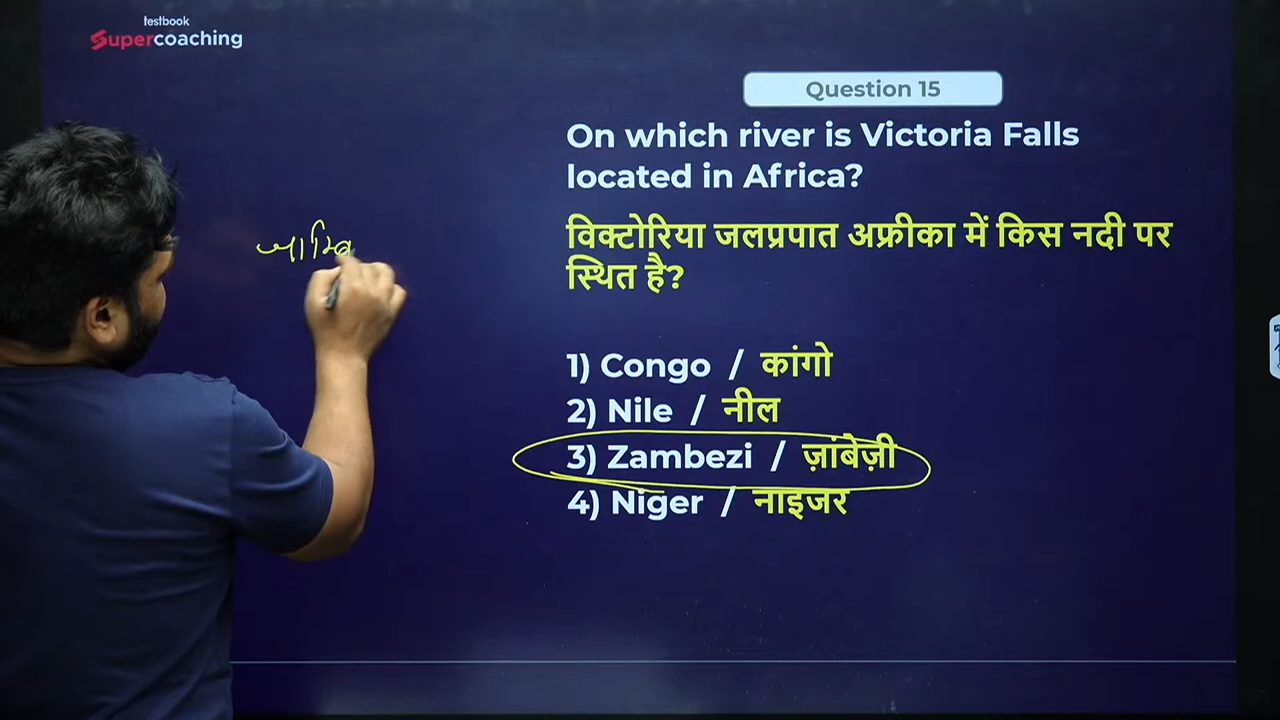 testbook
Supercoaching
Question 15
On which river is Victoria Falls
located in Africa?
विक्टोरिया जलप्रपात अफ्रीका में किस नदी पर
स्थित है?
1) Congo / कांगो
2) Nile / नील
3) Zambezi / ज़ांबेज़ी
4) Niger / नाइजर